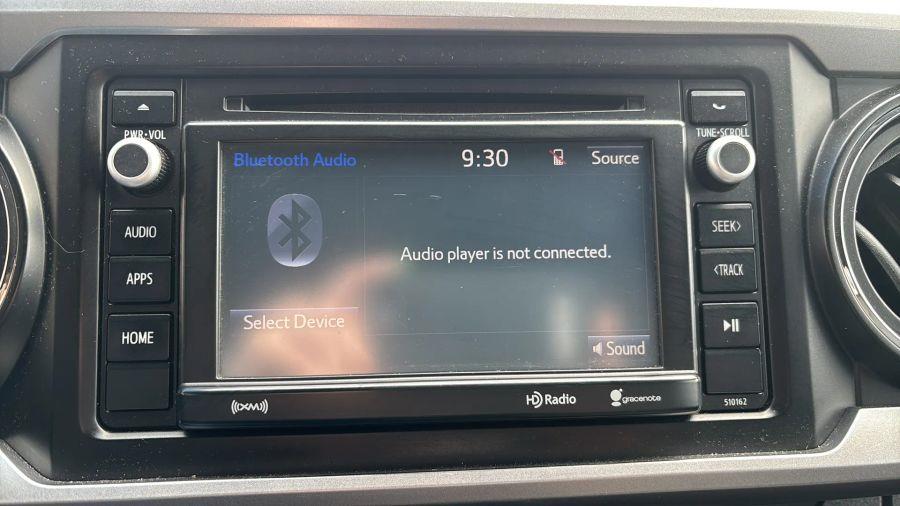 PWR•VOL
AUDIO
APPS
HOME
Bluetooth Audio
9:30
Source
Audio player is not connected.
Select Device
Sound
((XM))
HD Radio
gracenote
TUNE•SCROLL
SEEK>
<TRACK
510162